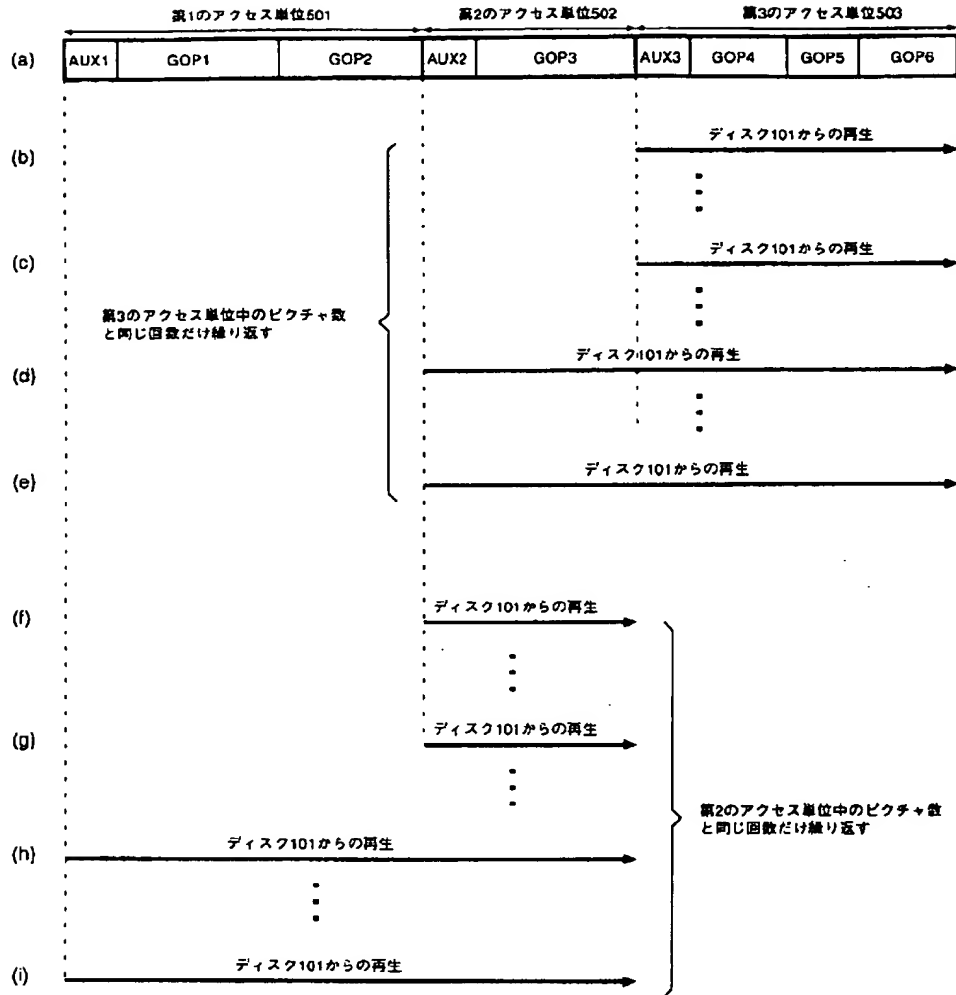 第1のアクセス単位501 第2のアクセス単位502 第3のアクセス単位503
(a) AUX1 GOP1 GOP2 AUX2 GOP3 AUX3 GOP4 GOP5 GOP6
(b) ディスク101からの再生
(c) ディスク101からの再生
第3のアクセス単位中のピクチャ数
と同じ回数だけ繰り返す
(d) ディスク101からの再生
(e) ディスク101からの再生
(f) ディスク101からの再生
(g) ディスク101からの再生
第2のアクセス単位中のピクチャ数
と同じ回数だけ繰り返す
(h) ディスク101からの再生
(i) ディスク101からの再生